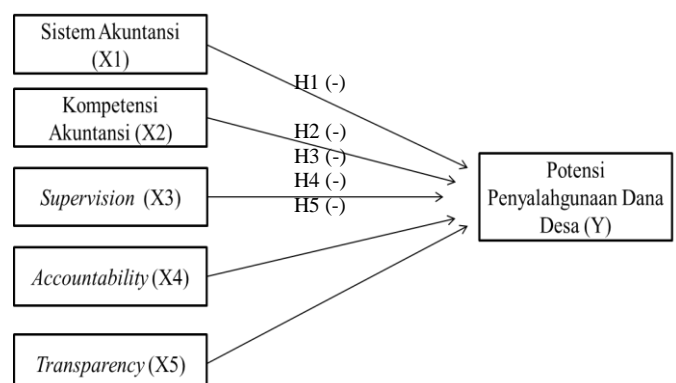 Sistem Akuntansi
(X1)
Kompetensi
Akuntansi (X2)
Supervision (X3)
Accountability (X4)
Transparency (X5)
H1 (-)
H2 (-)
H3 (-)
H4 (-)
H5 (-)
Potensi
Penyalahgunaan Dana
Desa (Y)